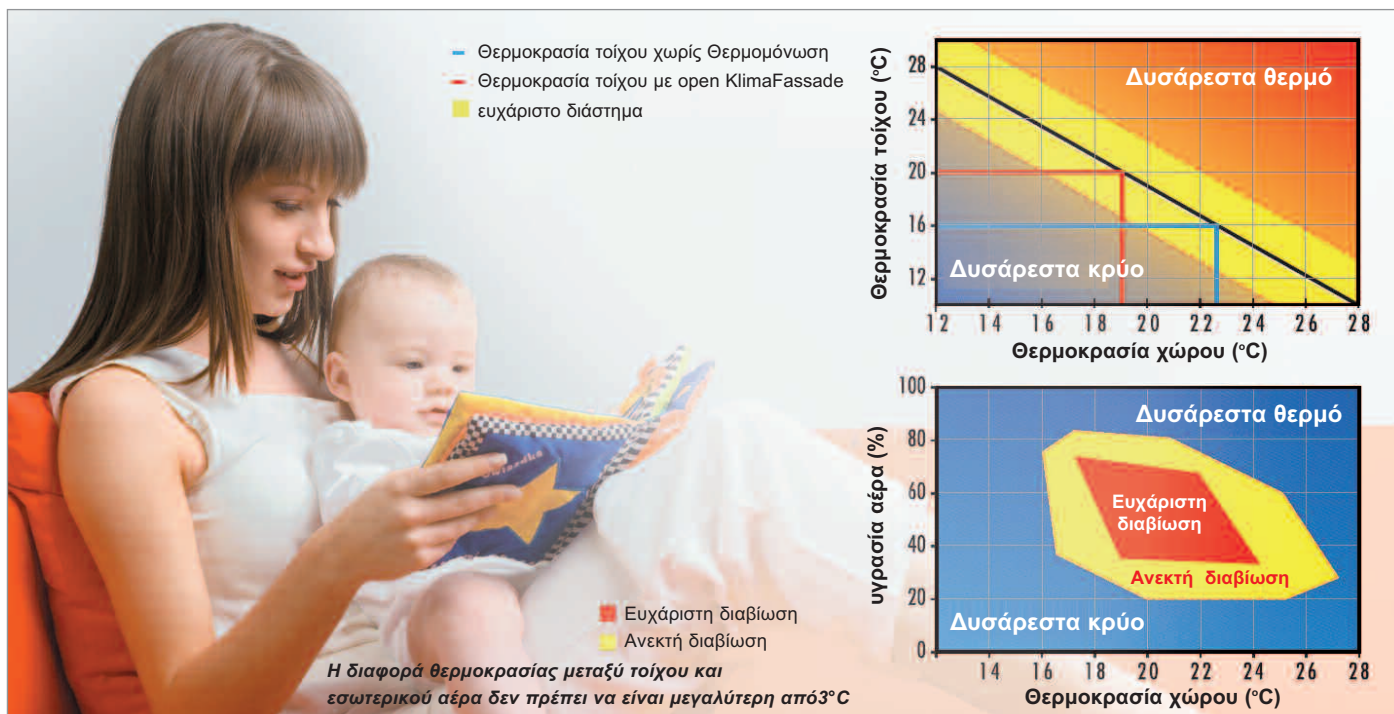 Θερμοκρασία τοίχου χωρίς Θερμομόνωση
Θερμοκρασία τοίχου με open KlimaFassade
ευχάριστο διάστημα
Θερμοκρασία τοίχου (°C)
28
24
20
16
12
Δυσάρεστα θερμό
Δυσάρεστα κρύο
12 14 16 18 20 22 24 26 28
Θερμοκρασία χώρου (°C)
υγρασία αέρα (%)
100
80
60
40
20
0
Δυσάρεστα θερμό
Ευχάριστη
διαβίωση
Ανεκτή διαβίωση
Δυσάρεστα κρύο
14 16 18 20 22 24 26 28
Θερμοκρασία χώρου (°C)
Ευχάριστη διαβίωση
Ανεκτή διαβίωση
Η διαφορά θερμοκρασίας μεταξύ τοίχου και
εσωτερικού αέρα δεν πρέπει να είναι μεγαλύτερη από3°C